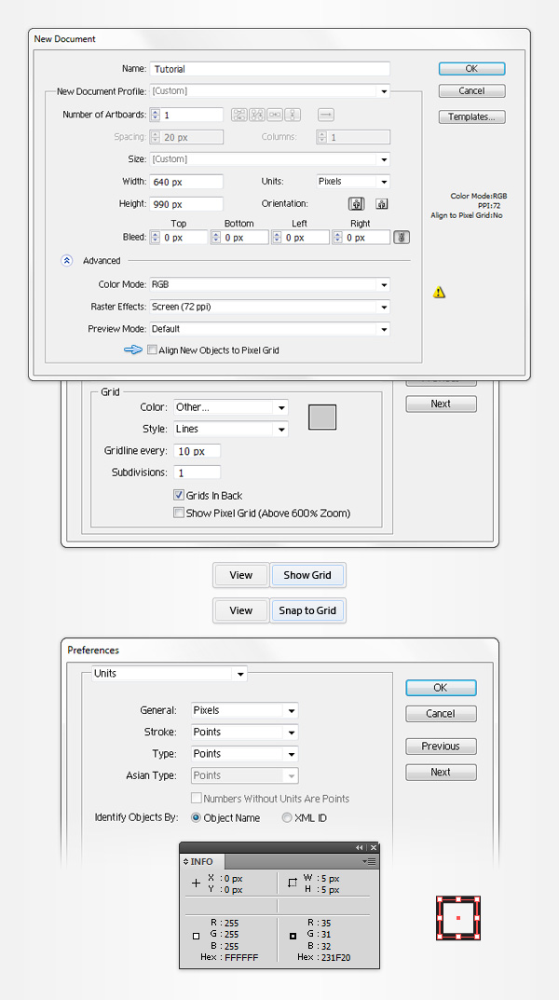 New Document
Name: Tutorial
OK
New Document Profile: [Custom]
Cancel
Number of Artboards: 1
Templates...
Spacing: 20 px Columns: 1
Size: [Custom]
Width: 640 px Units: Pixels
Color Mode:RGB
Height: 990 px Orientation:
PPI:72
Align to Pixel Grid:No
Top Bottom Left Right
Bleed: 0 px 0 px 0 px 0 px
Advanced
Color Mode: RGB
Raster Effects: Screen (72 ppi)
Preview Mode: Default
Align New Objects to Pixel Grid
Grid
Color: Other...
Next
Style: Lines
Gridline every: 10 px
Subdivisions: 1
Grids In Back
Show Pixel Grid (Above 600% Zoom)
View Show Grid
View Snap to Grid
Preferences
Units
OK
General: Pixels
Cancel
Stroke: Points
Previous
Type: Points
Next
Asian Type: Points
Numbers Without Units Are Points
Identify Objects By: Object Name XML ID
INFO
X : 0 px W : 5 px
Y : 0 px H : 5 px
R : 255 R : 35
G : 255 G : 31
B : 255 B : 32
Hex : FFFFFF Hex : 231F20